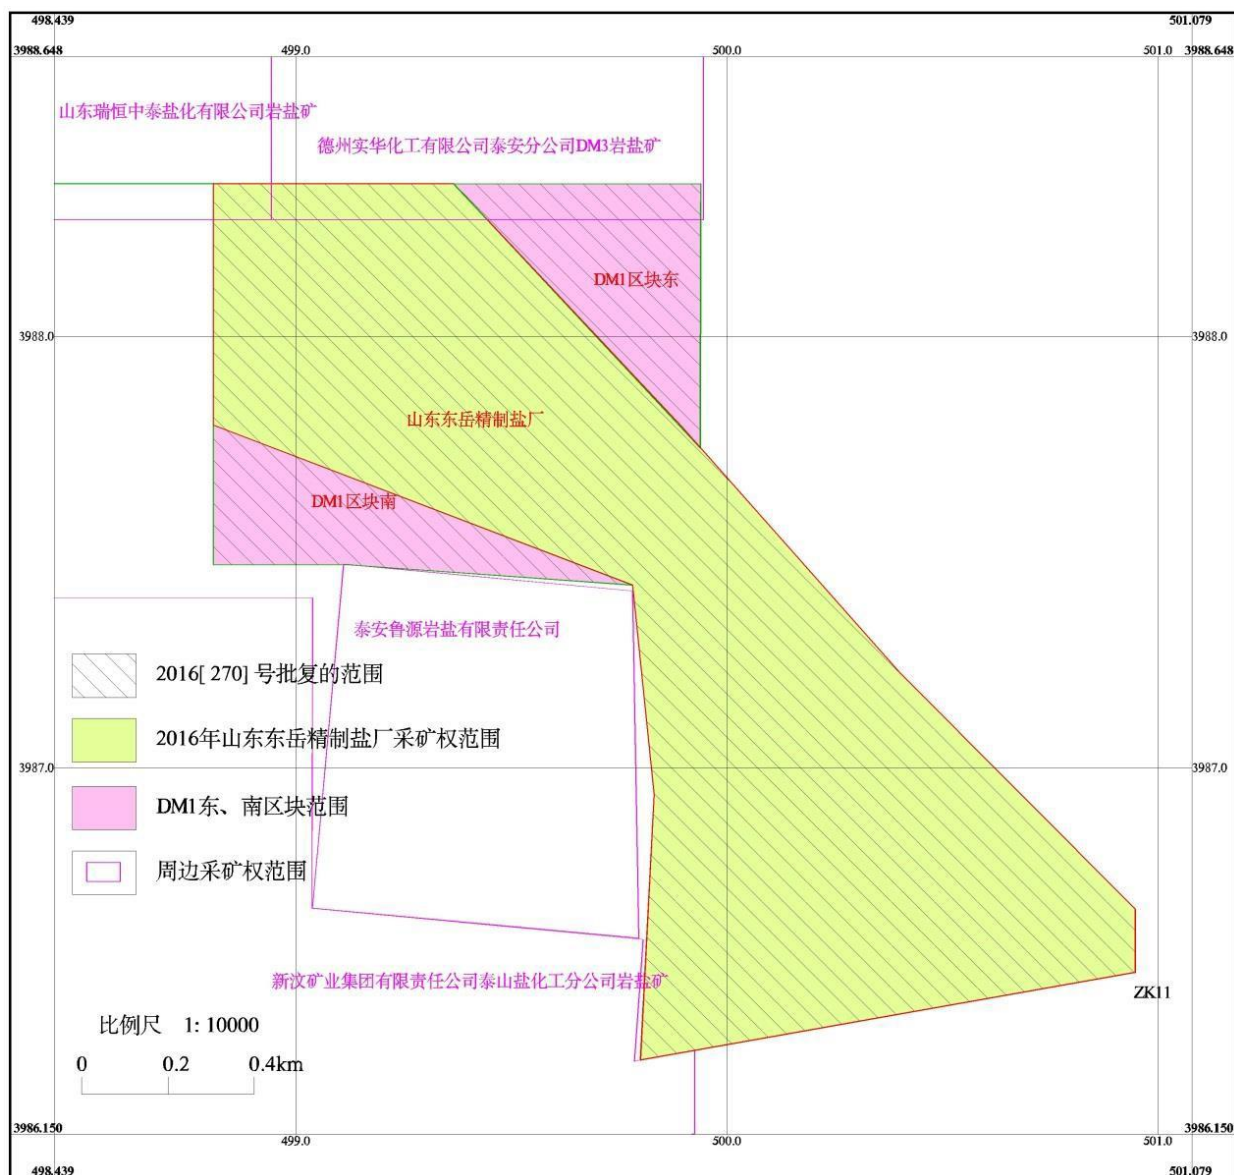 498.439
501.079
3988.648
499.0
500.0
501.0
3988.648
山东瑞恒中泰盐化有限公司岩盐矿
德州实华化工有限公司泰安分公司DM3岩盐矿
DM1区块东
3988.0
3988.0
山东东岳精制盐厂
DM1区块南
泰安鲁源岩盐有限责任公司
2016[ 270] 号批复的范围
2016年山东东岳精制盐厂采矿权范围
3987.0
3987.0
DM1东、南区块范围
周边采矿权范围
新汶矿业集团有限责任公司泰山盐化工分公司岩盐矿
ZK11
比例尺 1: 10000
0 0.2 0.4km
3986.150
499.0
500.0
501.0
3986.150
498.439
501.079